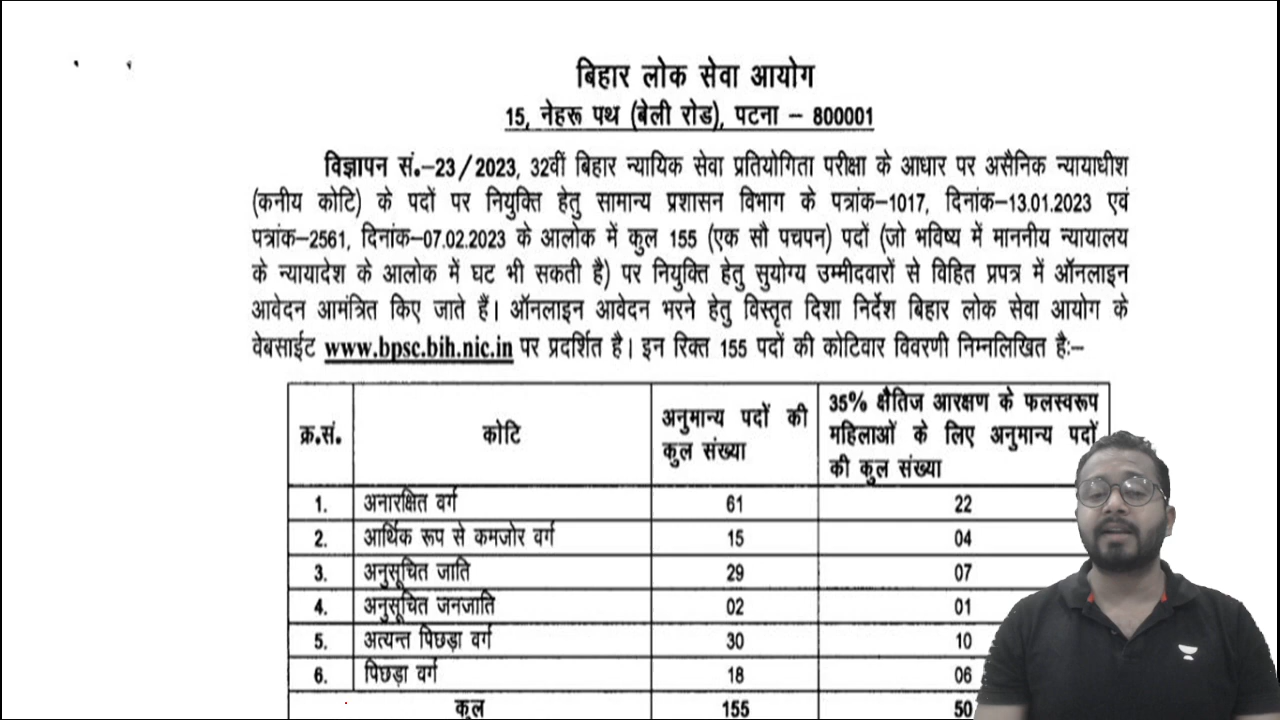 बिहार लोक सेवा आयोग
15, नेहरू पथ (बेली रोड), पटना – 800001
विज्ञापन सं.–23/2023, 32वीं बिहार न्यायिक सेवा प्रतियोगिता परीक्षा के आधार पर असैनिक न्यायाधीश
(कनीय कोटि) के पदों पर नियुक्ति हेतु सामान्य प्रशासन विभाग के पत्रांक–1017, दिनांक–13.01.2023 एवं
पत्रांक–2561, दिनांक–07.02.2023 के आलोक में कुल 155 (एक सौ पचपन) पदों (जो भविष्य में माननीय न्यायालय
के न्यायादेश के आलोक में घट भी सकती है) पर नियुक्ति हेतु सुयोग्य उम्मीदवारों से विहित प्रपत्र में ऑनलाइन
आवेदन आमंत्रित किए जाते हैं। ऑनलाइन आवेदन भरने हेतु विस्तृत दिशा निर्देश बिहार लोक सेवा आयोग के
वेबसाईट www.bpsc.bih.nic.in पर प्रदर्शित है। इन रिक्त 155 पदों की कोटिवार विवरणी निम्नलिखित है:–
क्र.सं. कोटि अनुमान्य पदों की कुल संख्या 35% क्षैतिज आरक्षण के फलस्वरूप महिलाओं के लिए अनुमान्य पदों की कुल संख्या
1. अनारक्षित वर्ग 61 22
2. आर्थिक रूप से कमजोर वर्ग 15 04
3. अनुसूचित जाति 29 07
4. अनुसूचित जनजाति 02 01
5. अत्यन्त पिछड़ा वर्ग 30 10
6. पिछड़ा वर्ग 18 06
कुल 155 50